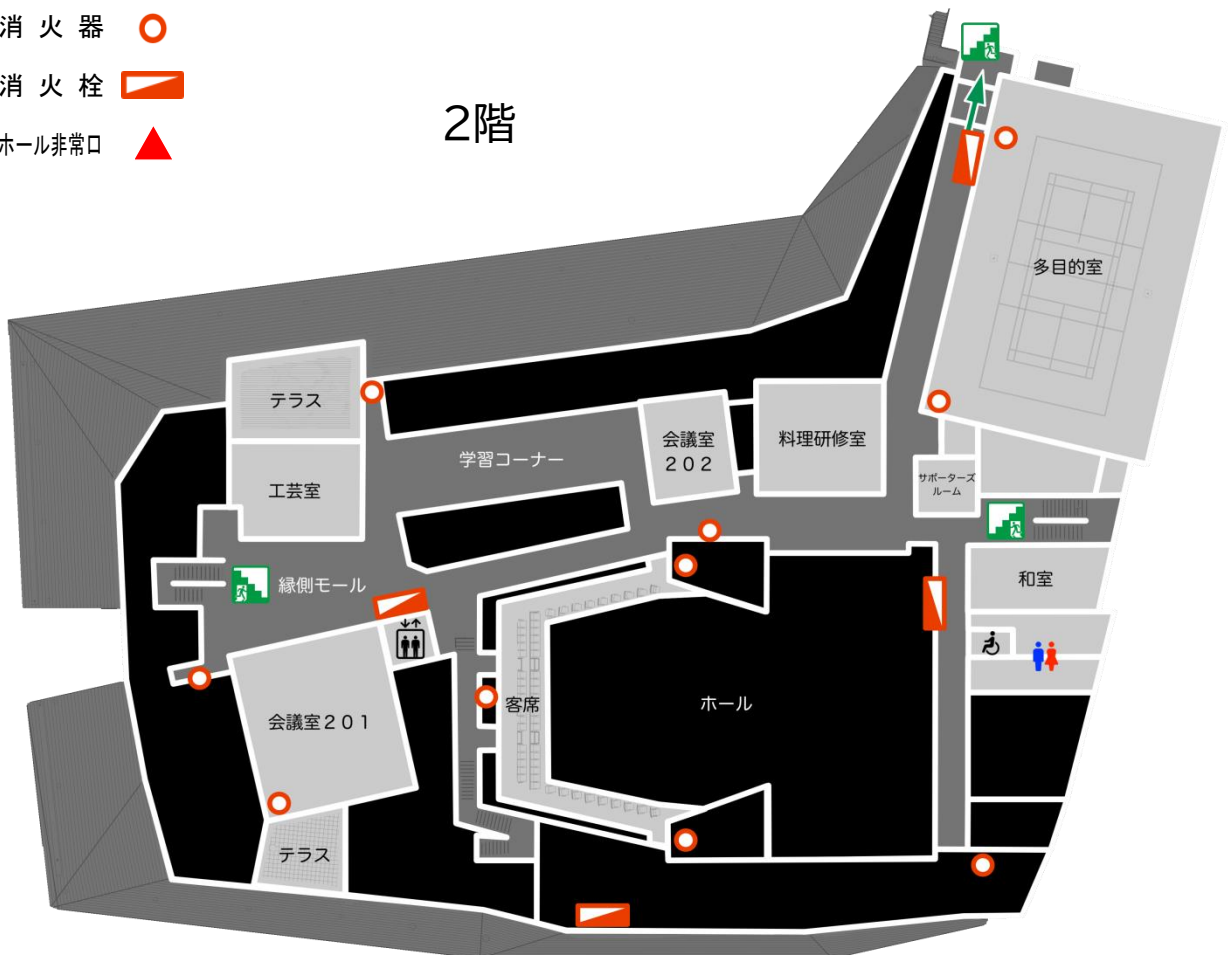 消火器
消火栓
ホール非常口
2階
多目的室
テラス
学習コーナー
会議室
202
料理研修室
工芸室
サポーターズ
ルーム
縁側モール
和室
会議室201
客席
ホール
テラス